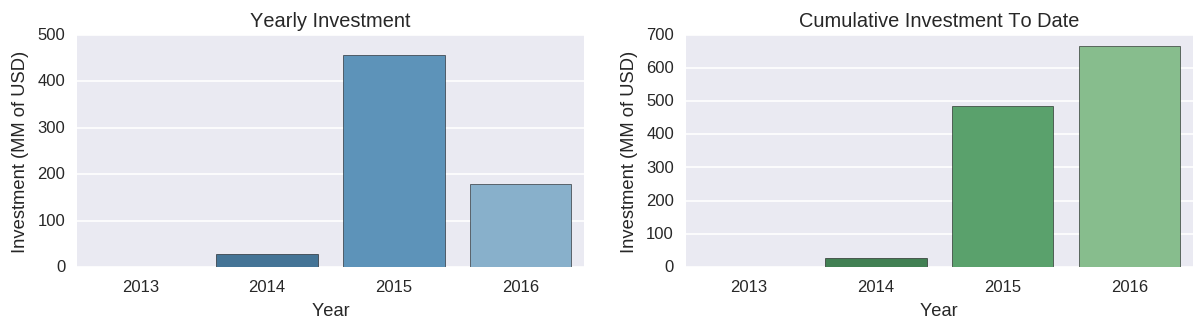 Yearly Investment
Investment (MM of USD)
500
400
300
200
100
0
2013 2014 2015 2016
Year
Cumulative Investment To Date
Investment (MM of USD)
700
600
500
400
300
200
100
0
2013 2014 2015 2016
Year